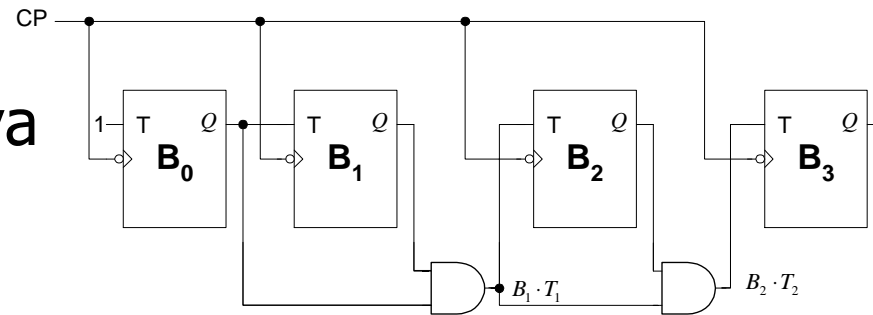 CP
va
1 T Q B₀
T Q B₁
T Q B₂
T Q B₃
B₁ · T₁
B₂ · T₂